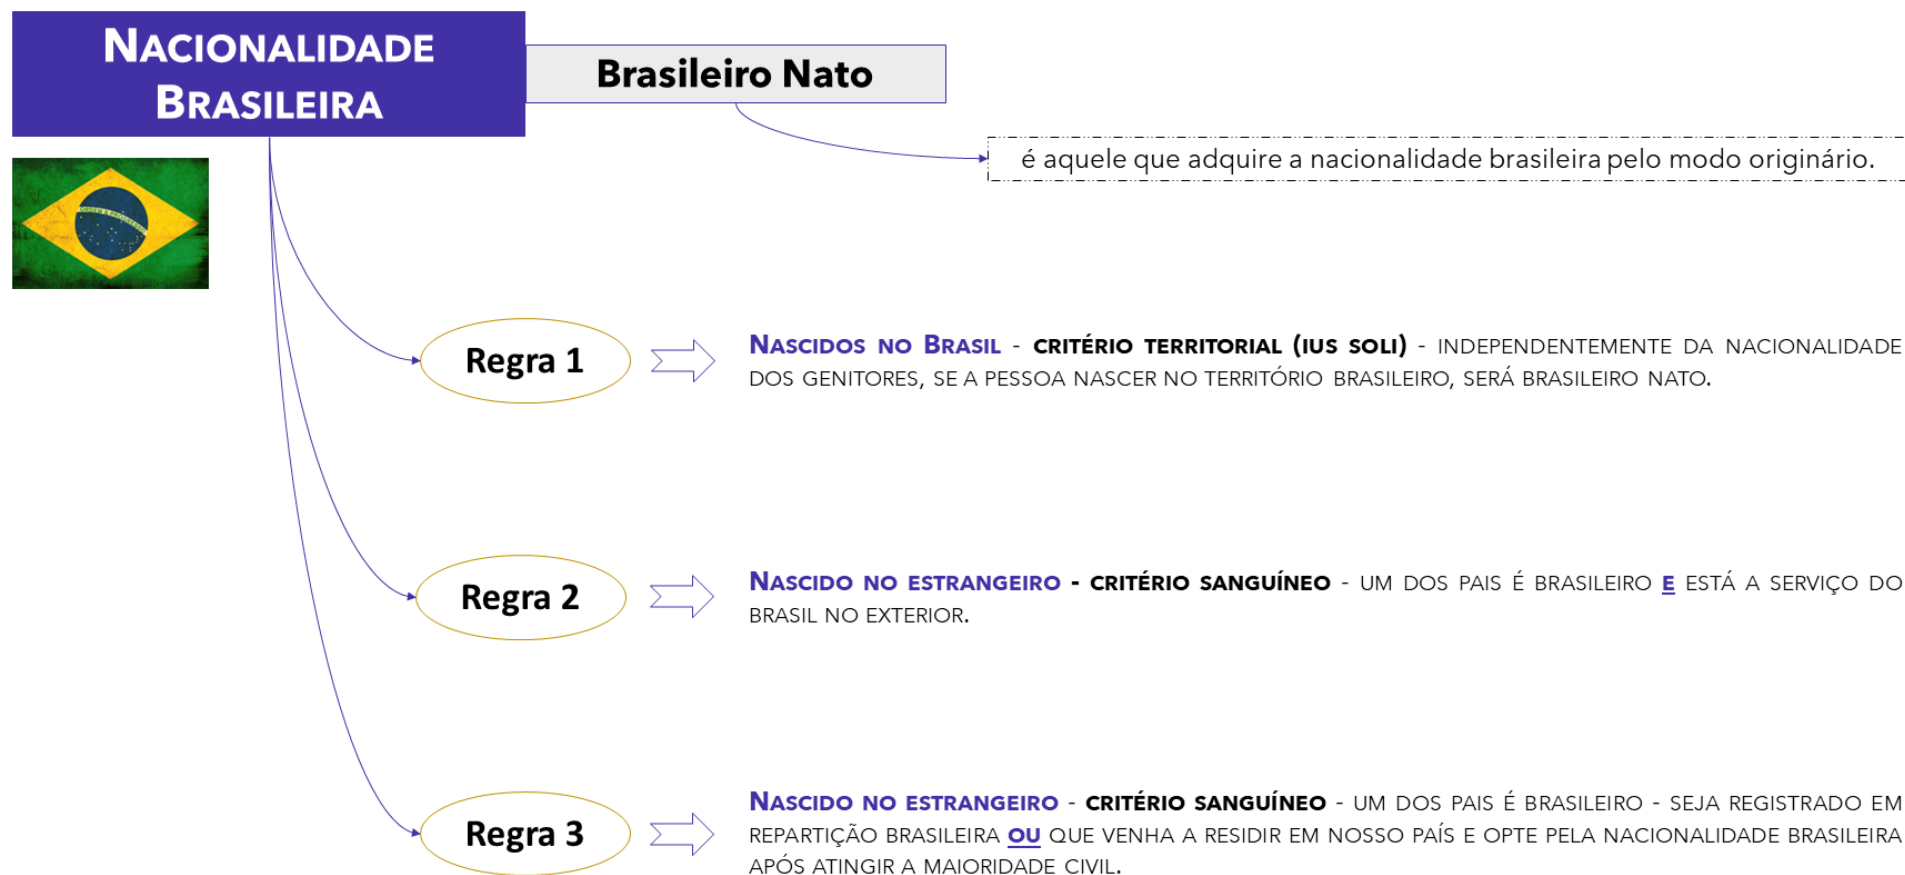 NACIONALIDADE
BRASILEIRA
Brasileiro Nato
é aquele que adquire a nacionalidade brasileira pelo modo originário.
ORDEM E PROGRESSO
Regra 1
NASCIDOS NO BRASIL - CRITÉRIO TERRITORIAL (IUS SOLI) - INDEPENDENTEMENTE DA NACIONALIDADE
DOS GENITORES, SE A PESSOA NASCER NO TERRITÓRIO BRASILEIRO, SERÁ BRASILEIRO NATO.
Regra 2
NASCIDO NO ESTRANGEIRO - CRITÉRIO SANGUÍNEO - UM DOS PAIS É BRASILEIRO E ESTÁ A SERVIÇO DO
BRASIL NO EXTERIOR.
Regra 3
NASCIDO NO ESTRANGEIRO - CRITÉRIO SANGUÍNEO - UM DOS PAIS É BRASILEIRO - SEJA REGISTRADO EM
REPARTIÇÃO BRASILEIRA OU QUE VENHA A RESIDIR EM NOSSO PAÍS E OPTE PELA NACIONALIDADE BRASILEIRA
APÓS ATINGIR A MAIORIDADE CIVIL.